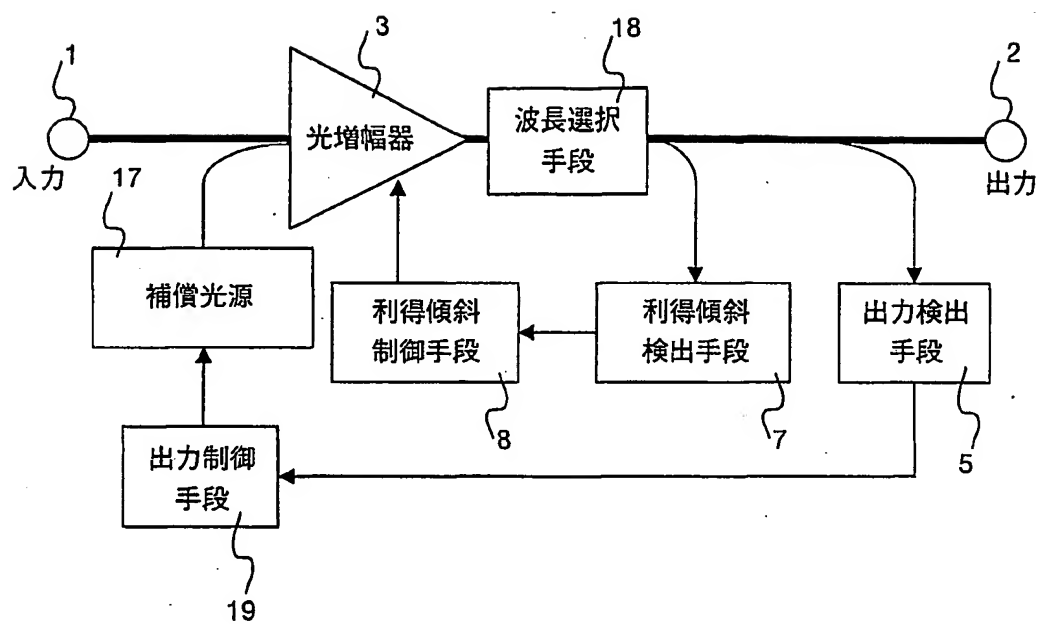 3
18
1
2
光増幅器
波長選択
手段
入力
出力
17
補償光源
利得傾斜
制御手段
利得傾斜
検出手段
出力検出
手段
8
7
5
出力制御
手段
19